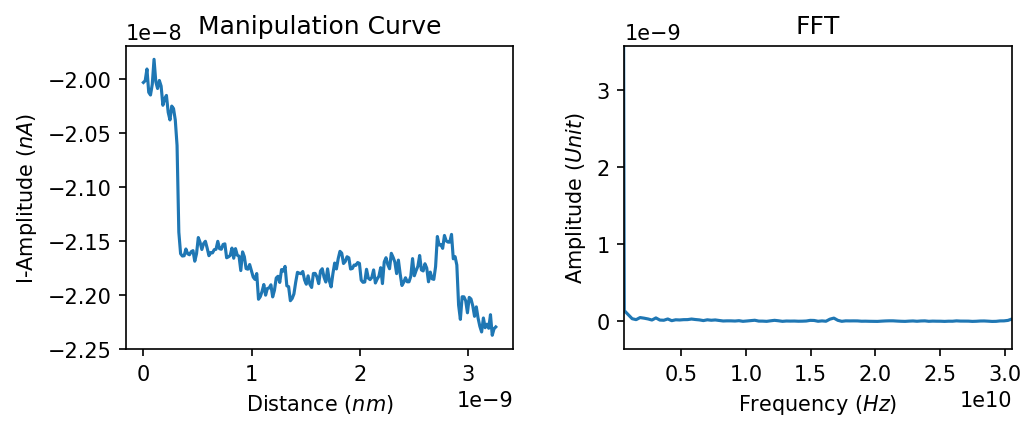 Manipulation Curve
1e−8
−2.00
−2.05
−2.10
−2.15
−2.20
−2.25
I-Amplitude (nA)
0 1 2 3
1e−9
Distance (nm)
FFT
1e−9
3
2
1
0
Amplitude (Unit)
0.5 1.0 1.5 2.0 2.5 3.0
1e10
Frequency (Hz)